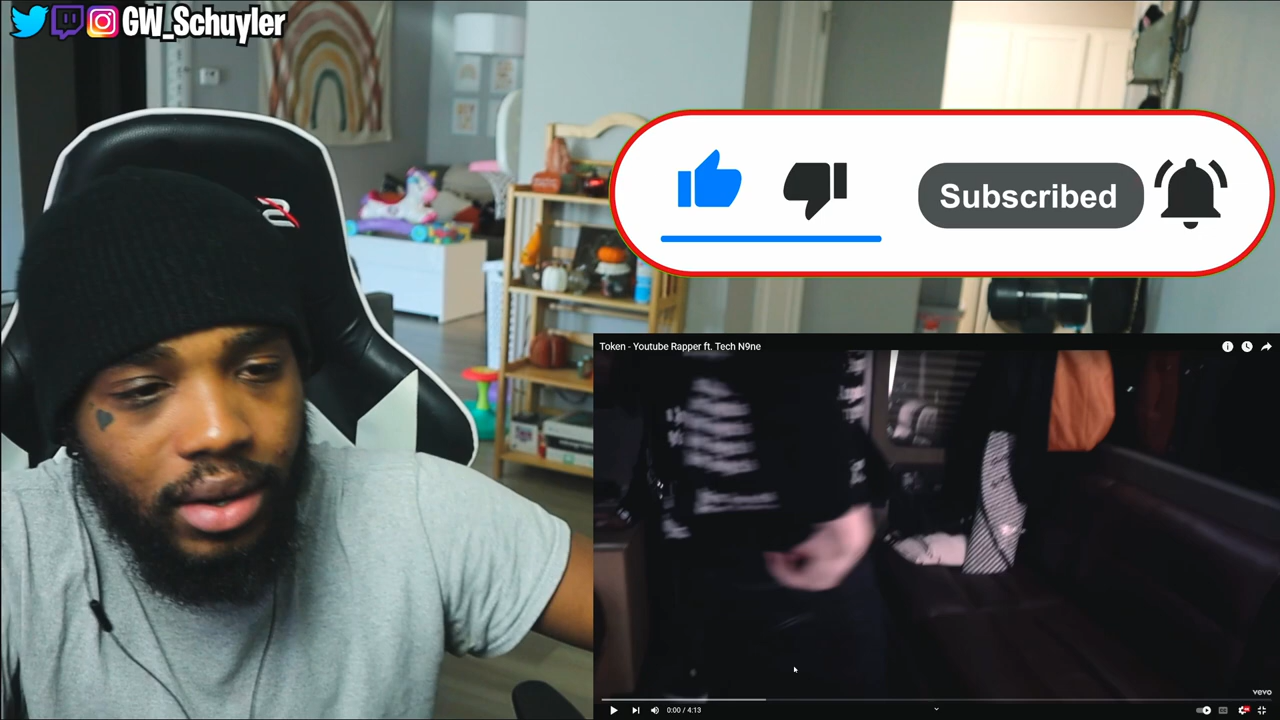 GW_Schuyler
Subscribed
Token - Youtube Rapper ft. Tech N9ne
vevo
0:00 / 4:13